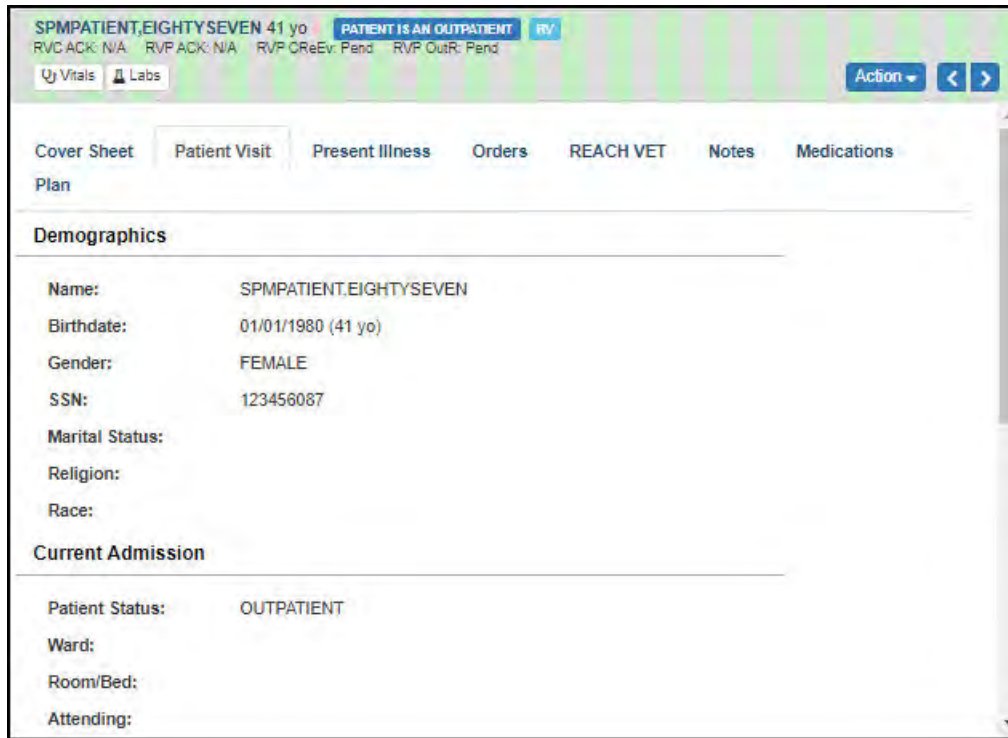 SPMPATIENT,EIGHTYSEVEN 41 yo PATIENT IS AN OUTPATIENT RV
RVC ACK: N/A RVP ACK: N/A RVP CReEv: Pend RVP OutR: Pend
Vitals Labs Action
Cover Sheet Patient Visit Present Illness Orders REACH VET Notes Medications
Plan
Demographics
Name: SPMPATIENT,EIGHTYSEVEN
Birthdate: 01/01/1980 (41 yo)
Gender: FEMALE
SSN: 123456087
Marital Status:
Religion:
Race:
Current Admission
Patient Status: OUTPATIENT
Ward:
Room/Bed:
Attending: